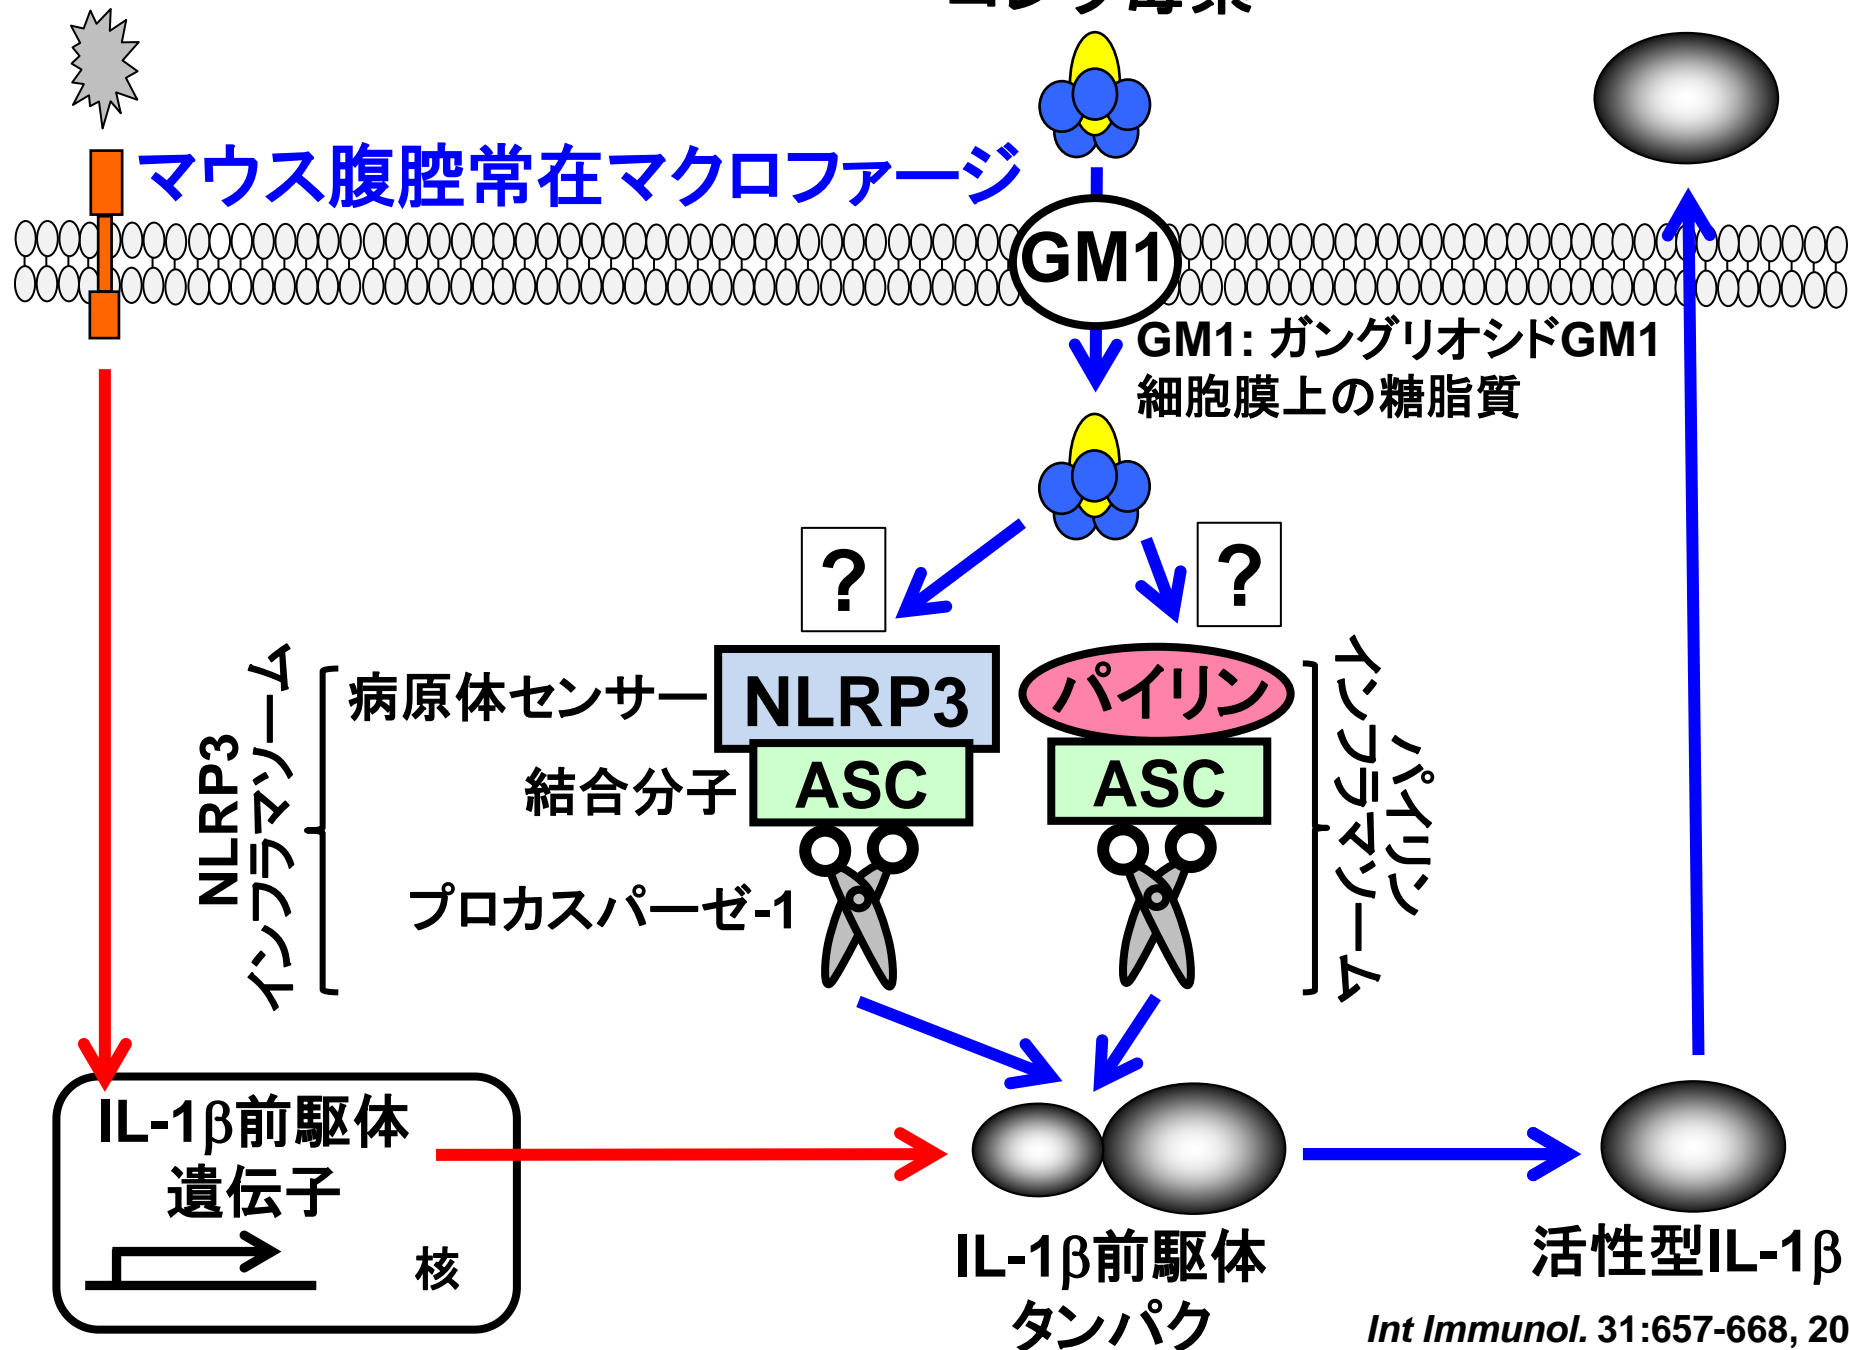 マウス腹腔常在マクロファージ
GM1
GM1: ガングリオシドGM1
細胞膜上の糖脂質
?
?
NLRP3
インフラマソーム
病原体センサー
NLRP3
パイリン
結合分子
ASC
ASC
プロカスパーゼ-1
パイリン
インフラマソーム
IL-1β前駆体
遺伝子
核
IL-1β前駆体
タンパク
活性型IL-1β
Int Immunol. 31:657-668, 20